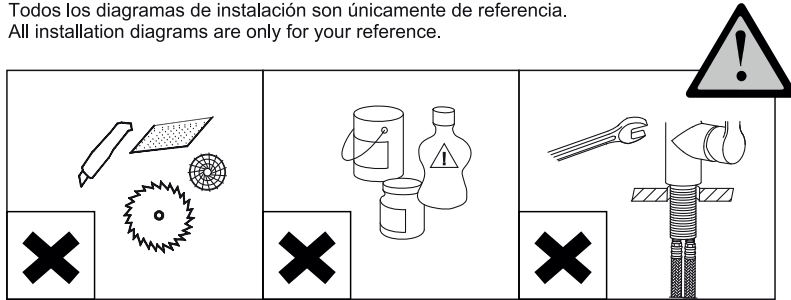 Todos los diagramas de instalación son únicamente de referencia.
All installation diagrams are only for your reference.
!
!